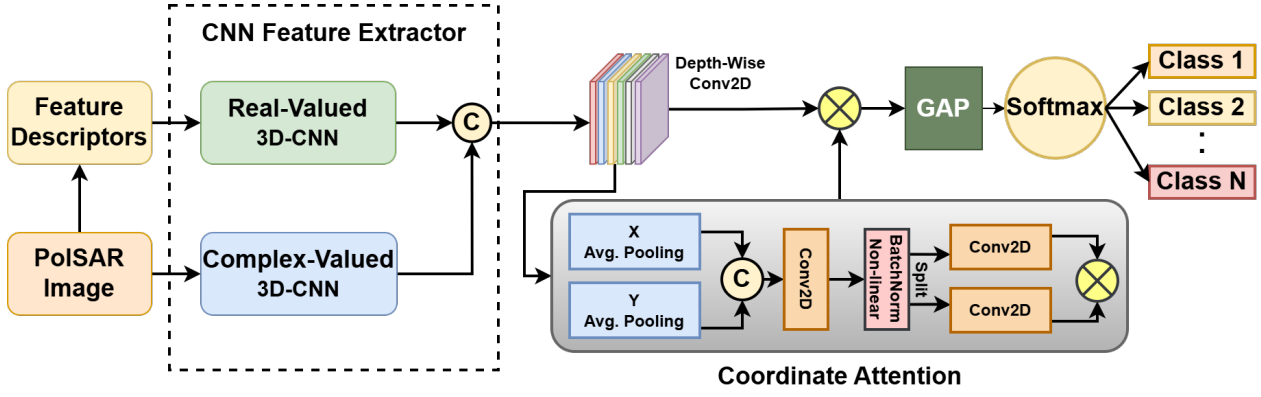 CNN Feature Extractor
Feature
Descriptors
Real-Valued
3D-CNN
C
Depth-Wise
Conv2D
GAP
Softmax
Class 1
Class 2
:
Class N
PolSAR
Image
Complex-Valued
3D-CNN
X
Avg. Pooling
Y
Avg. Pooling
C
Conv2D
BatchNorm
Non-linear
Split
Conv2D
Conv2D
Coordinate Attention